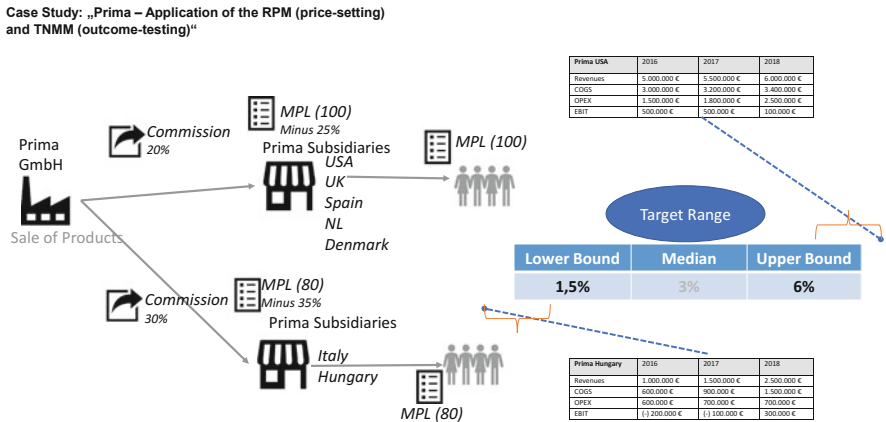 Case Study: „Prima – Application of the RPM (price-setting)
and TNMM (outcome-testing)“
Prima
GmbH
Sale of Products
Commission
20%
MPL (100)
Minus 25%
Prima Subsidiaries
USA
UK
Spain
NL
Denmark
MPL (100)
Commission
30%
MPL (80)
Minus 35%
Prima Subsidiaries
Italy
Hungary
MPL (80)
Prima USA 2016 2017 2018
Revenues 5.000.000 € 5.500.000 € 6.000.000 €
COGS 3.000.000 € 3.200.000 € 3.400.000 €
OPEX 1.500.000 € 1.800.000 € 2.500.000 €
EBIT 500.000 € 500.000 € 100.000 €
Target Range
Lower Bound Median Upper Bound
1,5% 3% 6%
Prima Hungary 2016 2017 2018
Revenues 1.000.000 € 1.500.000 € 2.500.000 €
COGS 600.000 € 900.000 € 1.500.000 €
OPEX 600.000 € 700.000 € 700.000 €
EBIT (-) 200.000 € (-) 100.000 € 300.000 €